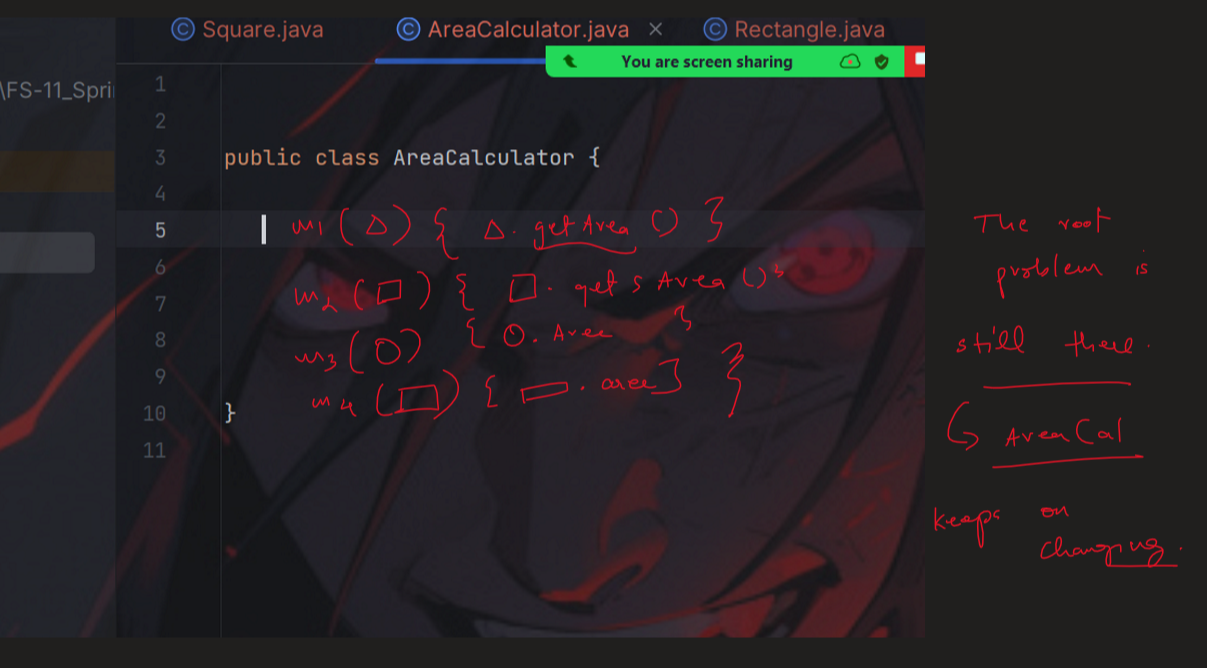 Square.java AreaCalculator.java Rectangle.java
You are screen sharing
\FS-11_Spri
1
2
3 public class AreaCalculator {
4
5 m1 (△) { △. getArea () }
6
m2 (□) { □. get s Area ()}
7
8 m3 (O) { O. Area }
9
m4 (▭) { ▭. area] }
10 }
11
The root
problem is
still there.
↳ AreaCal
keeps on
changing.